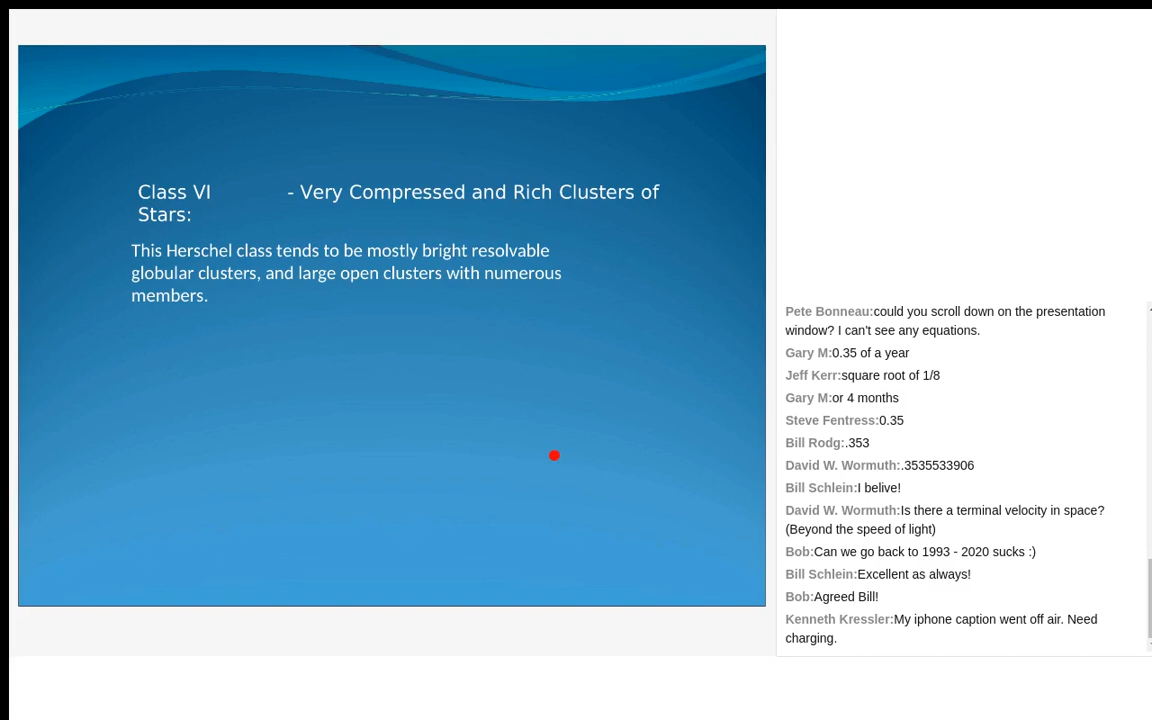 Class VI - Very Compressed and Rich Clusters of
Stars:
This Herschel class tends to be mostly bright resolvable
globular clusters, and large open clusters with numerous
members.
Pete Bonneau:could you scroll down on the presentation
window? I can't see any equations.
Gary M:0.35 of a year
Jeff Kerr:square root of 1/8
Gary M:or 4 months
Steve Fentress:0.35
Bill Rodg:.353
David W. Wormuth:.3535533906
Bill Schlein:I belive!
David W. Wormuth:Is there a terminal velocity in space?
(Beyond the speed of light)
Bob:Can we go back to 1993 - 2020 sucks :)
Bill Schlein:Excellent as always!
Bob:Agreed Bill!
Kenneth Kressler:My iphone caption went off air. Need
charging.